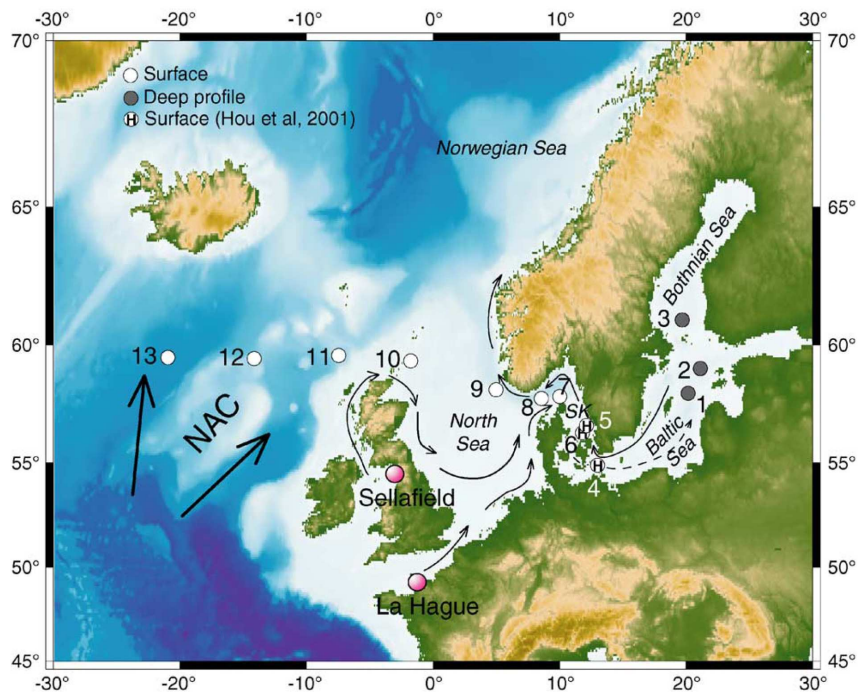 -30° -20° -10° 0° 10° 20° 30°
70° 70°
Surface
Deep profile
H Surface (Hou et al, 2001)
Norwegian Sea
65° 65°
Bothnian Sea
3
60° 60°
13 12 11 10
2
9 8 7 1
NAC
North
Sea
SK 5
6
Baltic
Sea
H
H
55° 55°
H
4
Sellafield
50° 50°
La Hague
45° 45°
-30° -20° -10° 0° 10° 20° 30°